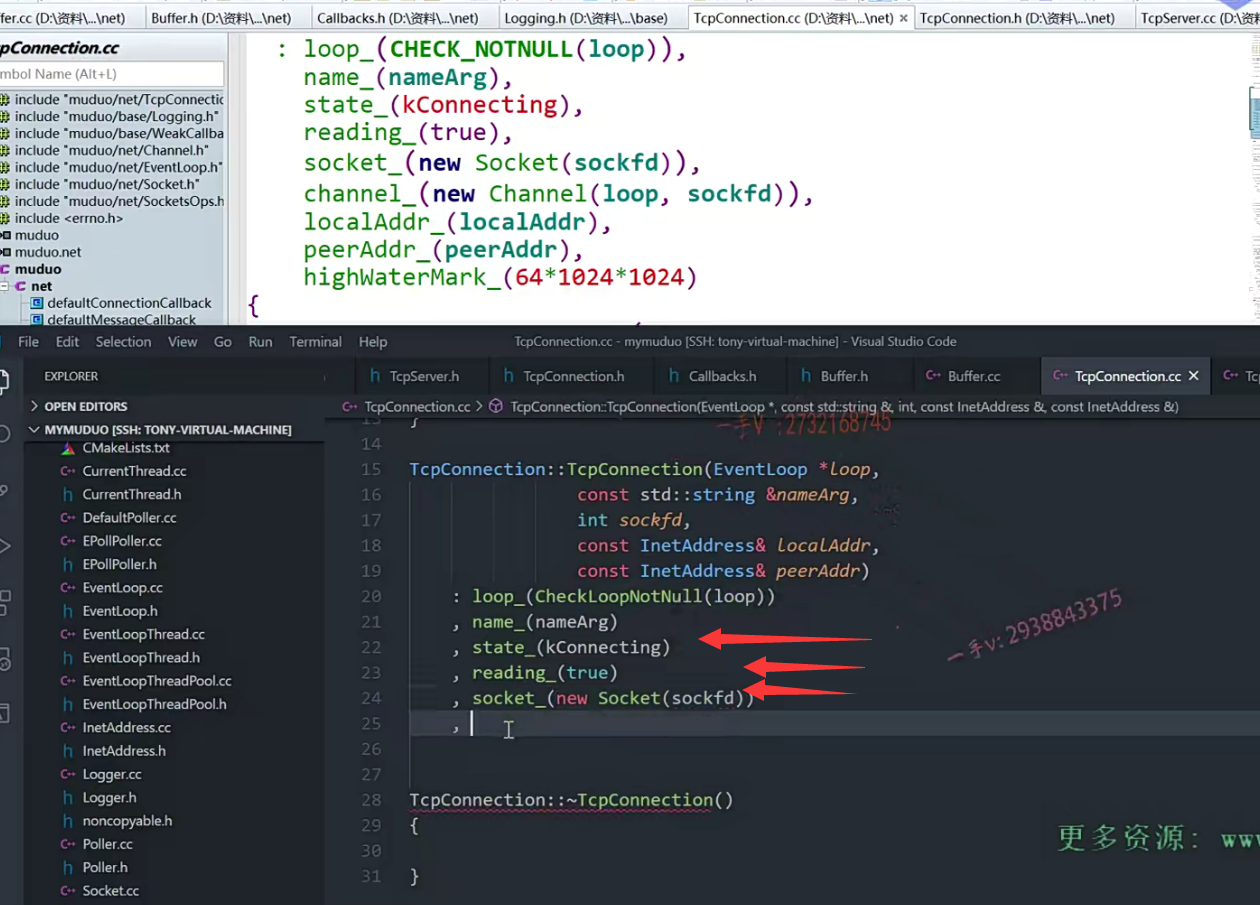 fer.cc (D:\资料\...\net)
Buffer.h (D:\资料\...\net)
Callbacks.h (D:\资料\...\net)
Logging.h (D:\资料\...\base)
TcpConnection.cc (D:\资料\...\net)
TcpConnection.h (D:\资料\...\net)
TcpServer.cc (D:\资
pConnection.cc
mbol Name (Alt+L)
include "muduo/net/TcpConnectic
include "muduo/base/Logging.h"
include "muduo/base/WeakCallba
include "muduo/net/Channel.h"
include "muduo/net/EventLoop.h"
include "muduo/net/Socket.h"
include "muduo/net/SocketsOps.h
include <errno.h>
muduo
muduo.net
muduo
net
defaultConnectionCallback
defaultMessageCallback
: loop_(CHECK_NOTNULL(loop)),
name_(nameArg),
state_(kConnecting),
reading_(true),
socket_(new Socket(sockfd)),
channel_(new Channel(loop, sockfd)),
localAddr_(localAddr),
peerAddr_(peerAddr),
highWaterMark_(64*1024*1024)
{
File Edit Selection View Go Run Terminal Help
TcpConnection.cc - mymuduo [SSH: tony-virtual-machine] - Visual Studio Code
EXPLORER
OPEN EDITORS
MYMUDUO [SSH: TONY-VIRTUAL-MACHINE]
CMakeLists.txt
CurrentThread.cc
CurrentThread.h
DefaultPoller.cc
EPollPoller.cc
EPollPoller.h
EventLoop.cc
EventLoop.h
EventLoopThread.cc
EventLoopThread.h
EventLoopThreadPool.cc
EventLoopThreadPool.h
InetAddress.cc
InetAddress.h
Logger.cc
Logger.h
noncopyable.h
Poller.cc
Poller.h
Socket.cc
TcpServer.h
TcpConnection.h
Callbacks.h
Buffer.h
Buffer.cc
TcpConnection.cc
Tc
TcpConnection.cc > TcpConnection::TcpConnection(EventLoop *, const std::string &, int, const InetAddress &, const InetAddress &)
一手V :2732168745
13 }
14
15 TcpConnection::TcpConnection(EventLoop *loop,
16 const std::string &nameArg,
17 int sockfd,
18 const InetAddress& localAddr,
19 const InetAddress& peerAddr)
20 : loop_(CheckLoopNotNull(loop))
21 , name_(nameArg)
22 , state_(kConnecting)
23 , reading_(true)
24 , socket_(new Socket(sockfd))
25 ,
26
27
28 TcpConnection::~TcpConnection()
29 {
30
31 }
一手v:2938843375
更多资源: www